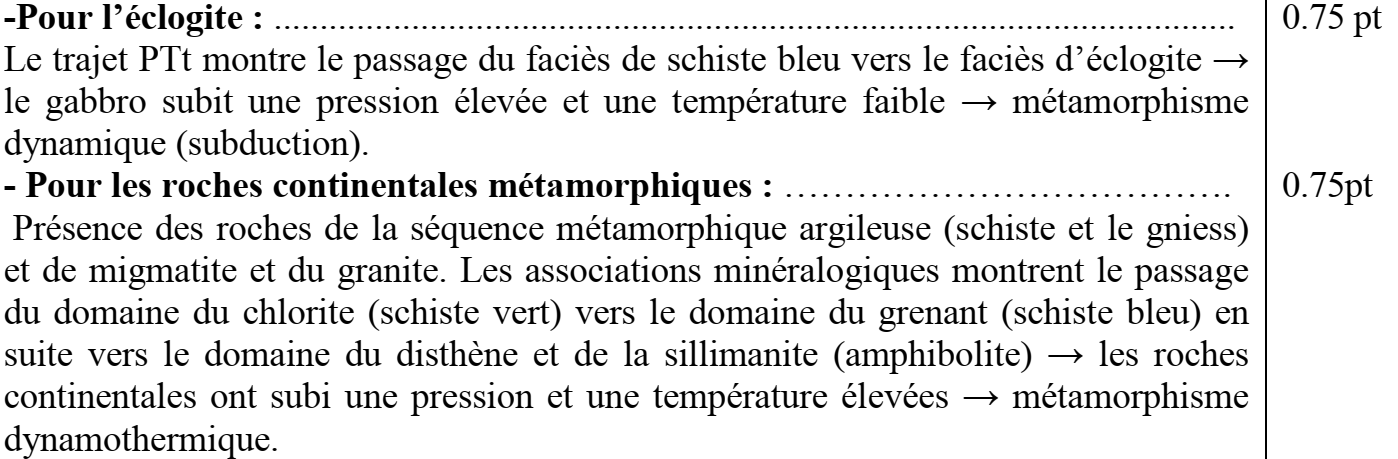 -Pour l’éclogite : ........................................................................................................ 0.75 pt
Le trajet PTt montre le passage du faciès de schiste bleu vers le faciès d’éclogite →
le gabbro subit une pression élevée et une température faible → métamorphisme
dynamique (subduction).
- Pour les roches continentales métamorphiques : ……………………………… 0.75pt
Présence des roches de la séquence métamorphique argileuse (schiste et le gniess)
et de migmatite et du granite. Les associations minéralogiques montrent le passage
du domaine du chlorite (schiste vert) vers le domaine du grenant (schiste bleu) en
suite vers le domaine du disthène et de la sillimanite (amphibolite) → les roches
continentales ont subi une pression et une température élevées → métamorphisme
dynamothermique.